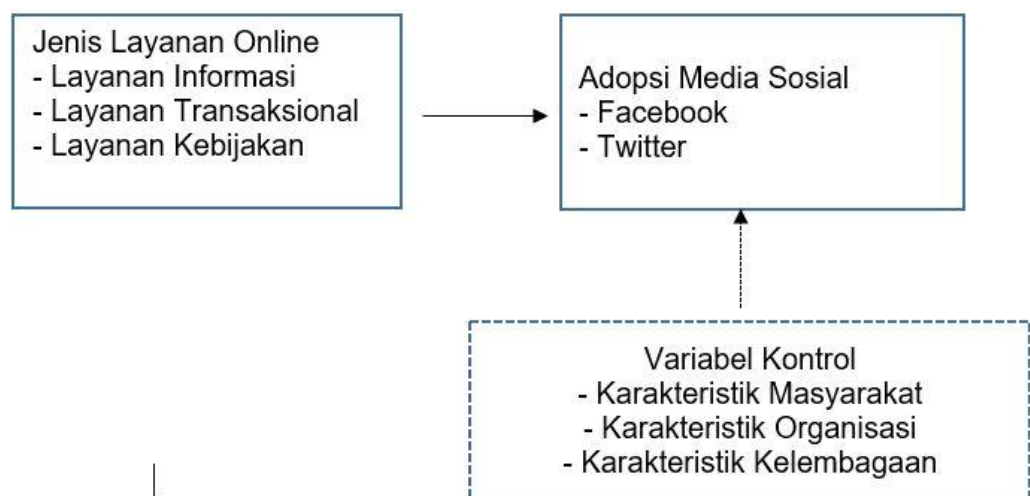 Jenis Layanan Online
- Layanan Informasi
- Layanan Transaksional
- Layanan Kebijakan
Adopsi Media Sosial
- Facebook
- Twitter
Variabel Kontrol
- Karakteristik Masyarakat
- Karakteristik Organisasi
- Karakteristik Kelembagaan